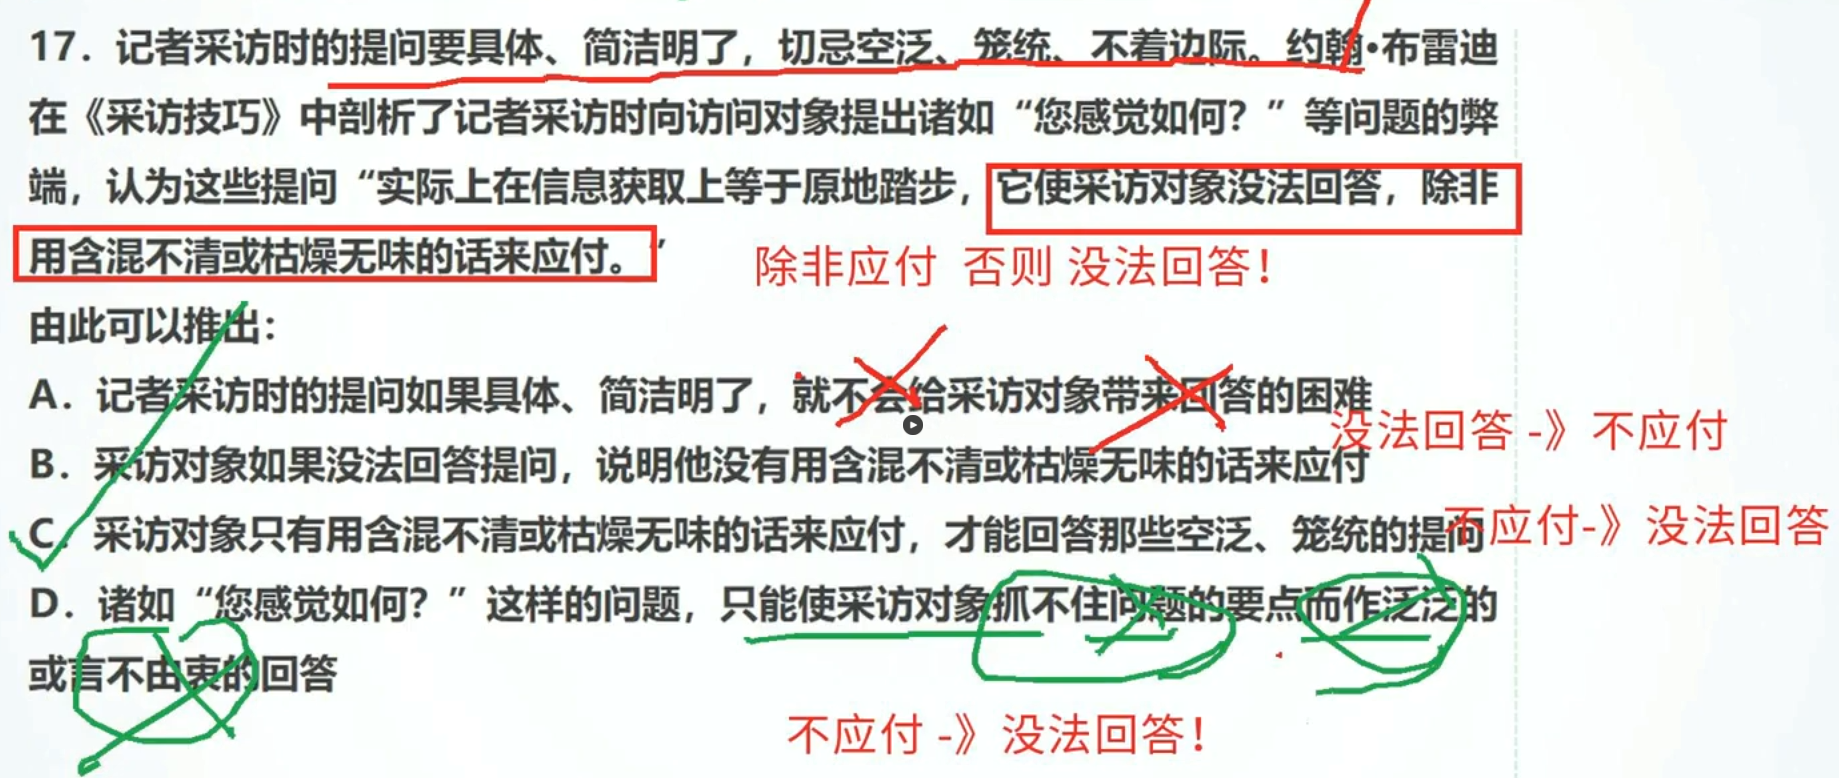 17. 记者采访时的提问要具体、简洁明了，切忌空泛、笼统、不着边际。约翰·布雷迪
在《采访技巧》中剖析了记者采访时向访问对象提出诸如“您感觉如何？”等问题的弊
端，认为这些提问“实际上在信息获取上等于原地踏步，它使采访对象没法回答，除非
用含混不清或枯燥无味的话来应付。”
除非应付 否则 没法回答！
由此可以推出：
A. 记者采访时的提问如果具体、简洁明了，就不会给采访对象带来回答的困难
没法回答 -》不应付
B. 采访对象如果没法回答提问，说明他没有用含混不清或枯燥无味的话来应付
C. 采访对象只有用含混不清或枯燥无味的话来应付，才能回答那些空泛、笼统的提问
不应付-》没法回答
D. 诸如“您感觉如何？”这样的问题，只能使采访对象抓不住问题的要点而作泛泛的
或言不由衷的回答
不应付 -》没法回答！